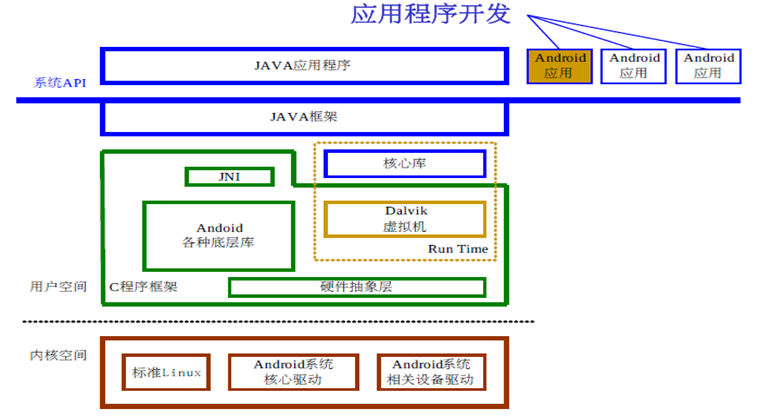 应用程序开发
JAVA应用程序
Android
应用
Android
应用
Android
应用
系统API
JAVA框架
核心库
JNI
Andoid
各种底层库
Dalvik
虚拟机
Run Time
用户空间
C程序框架
硬件抽象层
内核空间
标准Linux
Android系统
核心驱动
Android系统
相关设备驱动